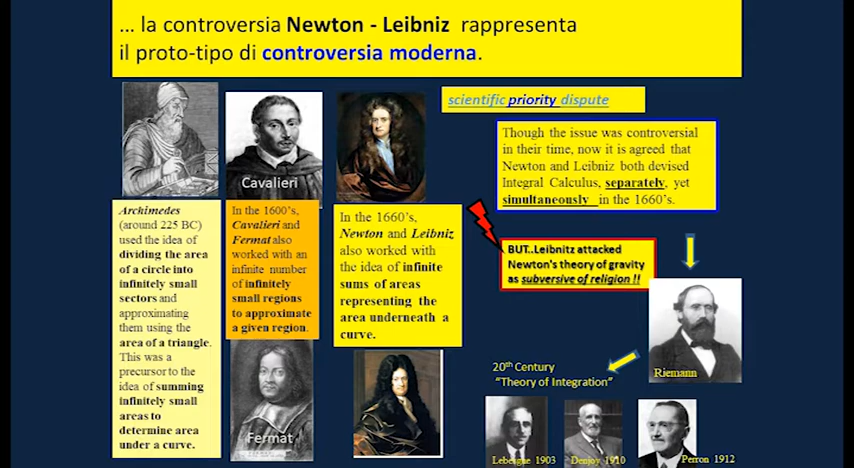 … la controversia Newton - Leibniz rappresenta
il proto-tipo di controversia moderna.
scientific priority dispute
Though the issue was controversial
in their time, now it is agreed that
Newton and Leibniz both devised
Integral Calculus, separately, yet
simultaneously in the 1660's.
Cavalieri
Archimedes
(around 225 BC)
used the idea of
dividing the area
of a circle into
infinitely small
sectors and
approximating
them using the
area of a triangle.
This was a
precursor to the
idea of summing
infinitely small
areas to
determine area
under a curve.
In the 1600's,
Cavalieri and
Fermat also
worked with an
infinite number
of infinitely
small regions
to approximate
a given region.
Fermat
In the 1660's,
Newton and Leibniz
also worked with
the idea of infinite
sums of areas
representing the
area underneath a
curve.
BUT..Leibnitz attacked
Newton's theory of gravity
as subversive of religion !!
Riemann
20th Century
"Theory of Integration"
Lebesgue 1903
Denjoy 1910
Perron 1912